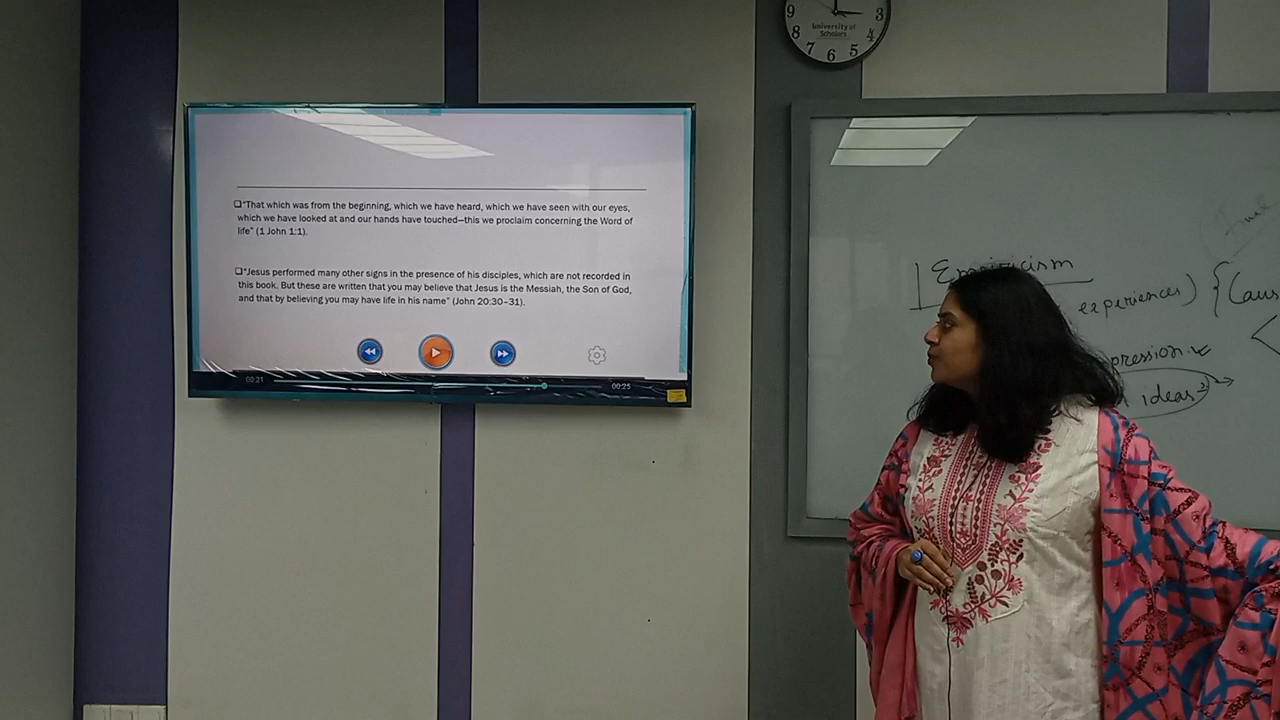 9
3
University of
Scholars
8
4
7
6
5
❑"That which was from the beginning, which we have heard, which we have seen with our eyes,
which we have looked at and our hands have touched—this we proclaim concerning the Word of
life" (1 John 1:1).
❑"Jesus performed many other signs in the presence of his disciples, which are not recorded in
this book. But these are written that you may believe that Jesus is the Messiah, the Son of God,
and that by believing you may have life in his name" (John 20:30–31).
00:21
00:25
Empiricism
experiences) {
pression
ideas